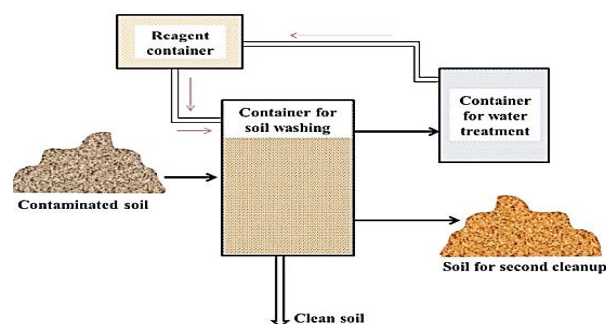 Reagent
container
Container for
soil washing
Container
for water
treatment
Contaminated soil
Soil for second cleanup
Clean soil